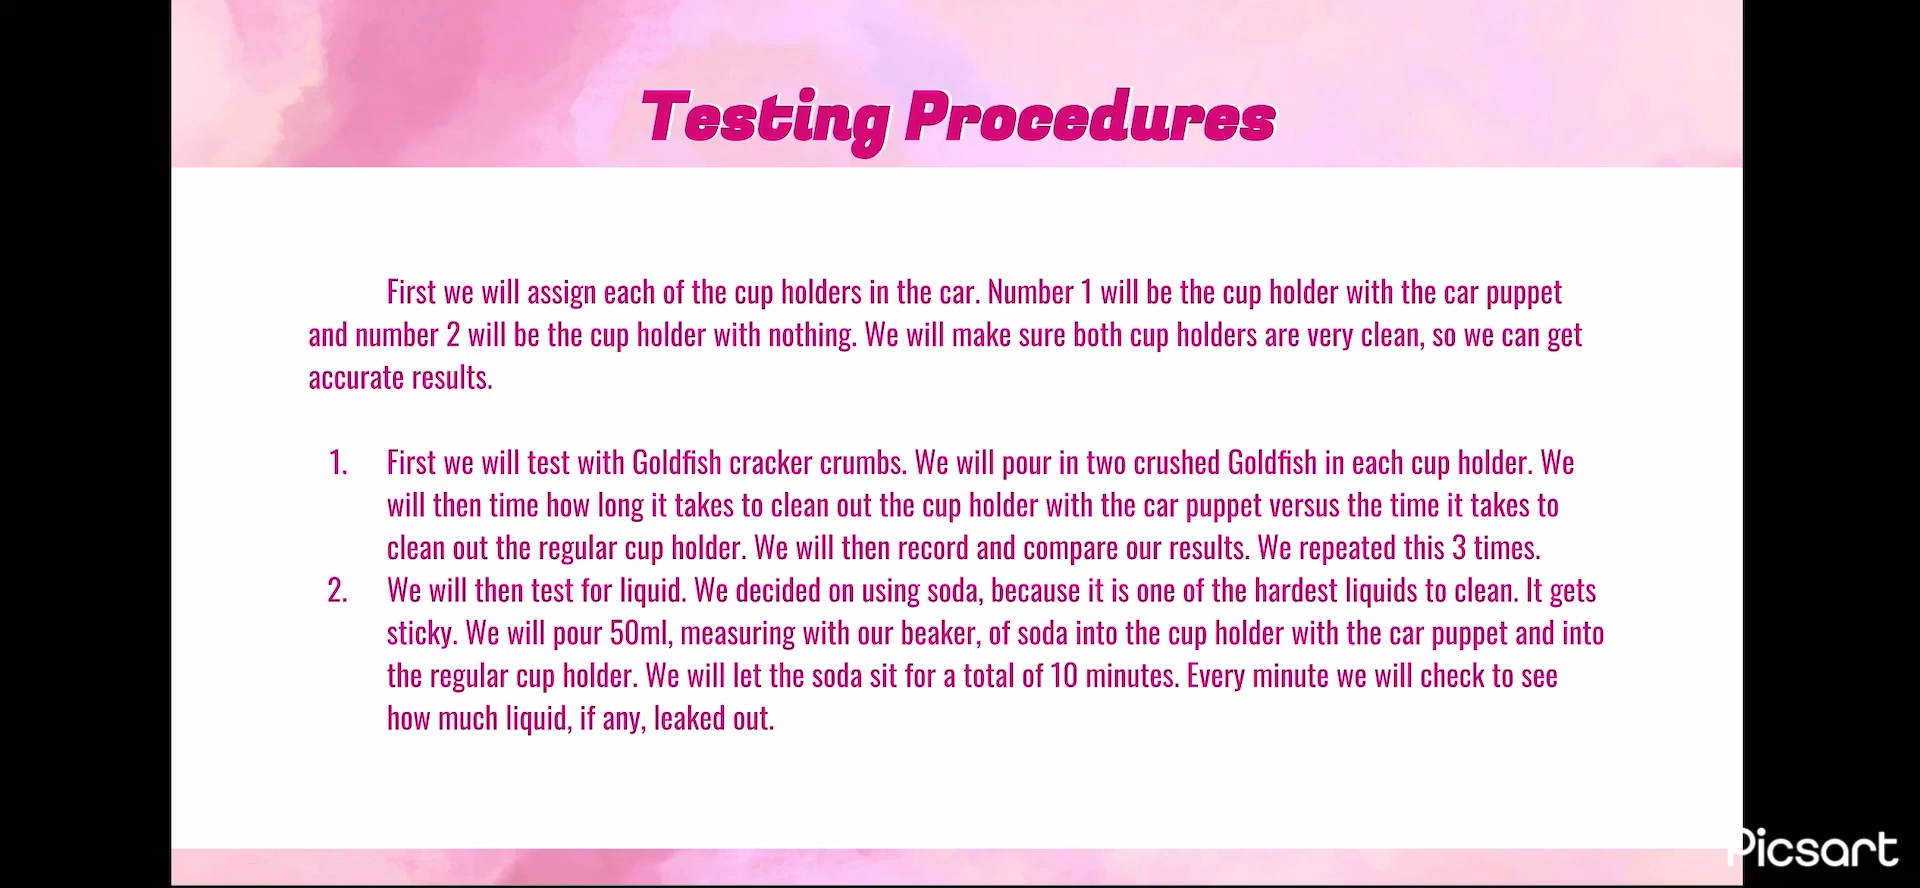 Testing Procedures
First we will assign each of the cup holders in the car. Number 1 will be the cup holder with the car puppet
and number 2 will be the cup holder with nothing. We will make sure both cup holders are very clean, so we can get
accurate results.
1. First we will test with Goldfish cracker crumbs. We will pour in two crushed Goldfish in each cup holder. We
will then time how long it takes to clean out the cup holder with the car puppet versus the time it takes to
clean out the regular cup holder. We will then record and compare our results. We repeated this 3 times.
2. We will then test for liquid. We decided on using soda, because it is one of the hardest liquids to clean. It gets
sticky. We will pour 50ml, measuring with our beaker, of soda into the cup holder with the car puppet and into
the regular cup holder. We will let the soda sit for a total of 10 minutes. Every minute we will check to see
how much liquid, if any, leaked out.
Picsart